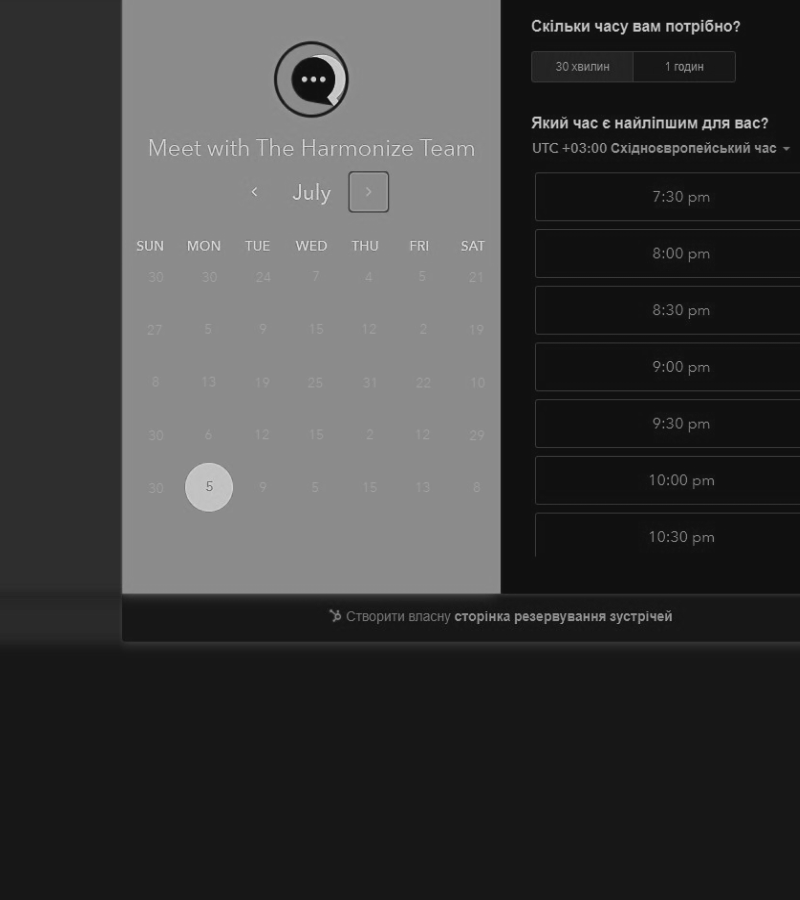 Meet with The Harmonize Team
July
SUN MON TUE WED THU FRI SAT
30 30 24 7 4 5 21
27 5 9 15 12 2 19
8 13 19 25 31 22 10
30 6 12 15 2 12 29
30 5 9 5 15 13 8
Скільки часу вам потрібно?
30 хвилин 1 годин
Який час є найліпшим для вас?
UTC +03:00 Східноєвропейський час
7:30 pm
8:00 pm
8:30 pm
9:00 pm
9:30 pm
10:00 pm
10:30 pm
Створити власну сторінка резервування зустрічей